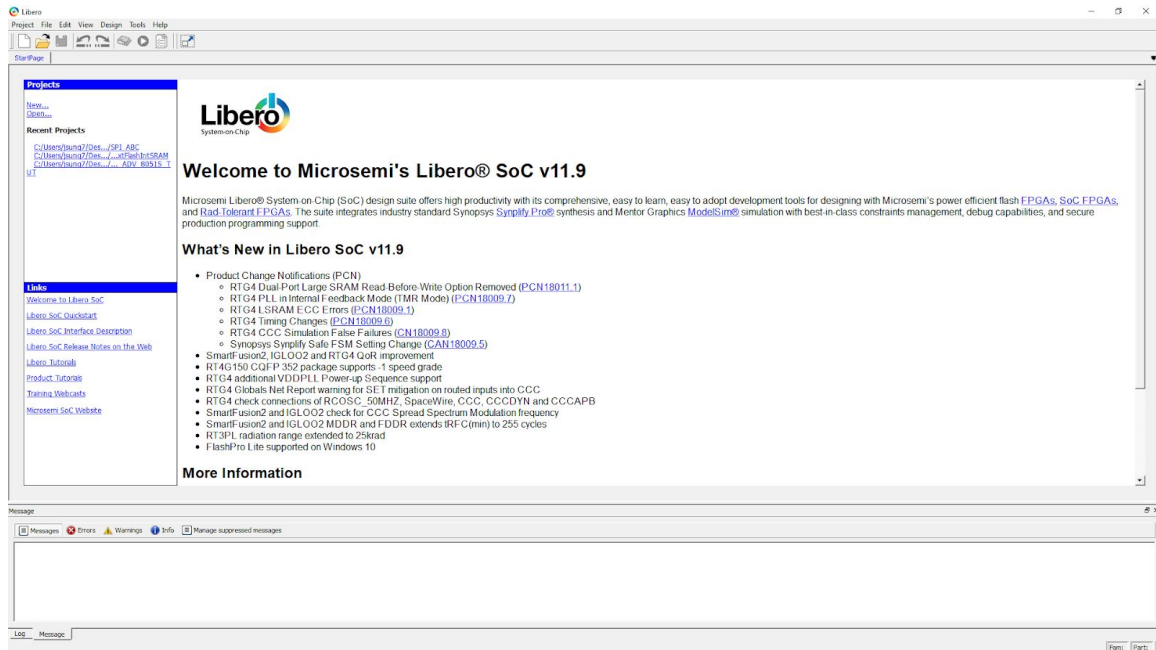 Libero
Project File Edit View Design Tools Help
StartPage
Projects
New...
Open...
Recent Projects
C:/Users/jsung7/Des.../SPI_ABC
C:/Users/jsung7/Des.../...xtFlashIntSRAM
C:/Users/jsung7/Des.../..._ADV_8051S_T
UT
Links
Welcome to Libero SoC
Libero SoC Quickstart
Libero SoC Interface Description
Libero SoC Release Notes on the Web
Libero Tutorials
Product Tutorials
Training Webcasts
Microsemi SoC Website
Libero
System-on-Chip
Welcome to Microsemi's Libero® SoC v11.9
Microsemi Libero® System-on-Chip (SoC) design suite offers high productivity with its comprehensive, easy to learn, easy to adopt development tools for designing with Microsemi's power efficient flash FPGAs, SoC FPGAs,
and Rad-Tolerant FPGAs. The suite integrates industry standard Synopsys Synplify Pro® synthesis and Mentor Graphics ModelSim® simulation with best-in-class constraints management, debug capabilities, and secure
production programming support.
What's New in Libero SoC v11.9
Product Change Notifications (PCN)
RTG4 Dual-Port Large SRAM Read-Before-Write Option Removed (PCN18011.1)
RTG4 PLL in Internal Feedback Mode (TMR Mode) (PCN18009.7)
RTG4 LSRAM ECC Errors (PCN18009.1)
RTG4 Timing Changes (PCN18009.6)
RTG4 CCC Simulation False Failures (CN18009.8)
Synopsys Synplify Safe FSM Setting Change (CAN18009.5)
SmartFusion2, IGLOO2 and RTG4 QoR improvement
RT4G150 CQFP 352 package supports -1 speed grade
RTG4 additional VDDPLL Power-up Sequence support
RTG4 Globals Net Report warning for SET mitigation on routed inputs into CCC
RTG4 check connections of RCOSC_50MHZ, SpaceWire, CCC, CCCDYN and CCCAPB
SmartFusion2 and IGLOO2 check for CCC Spread Spectrum Modulation frequency
SmartFusion2 and IGLOO2 MDDR and FDDR extends tRFC(min) to 255 cycles
RT3PL radiation range extended to 25krad
FlashPro Lite supported on Windows 10
More Information
Message
Messages Errors Warnings Info Manage suppressed messages
Log Message
Fam: Part: